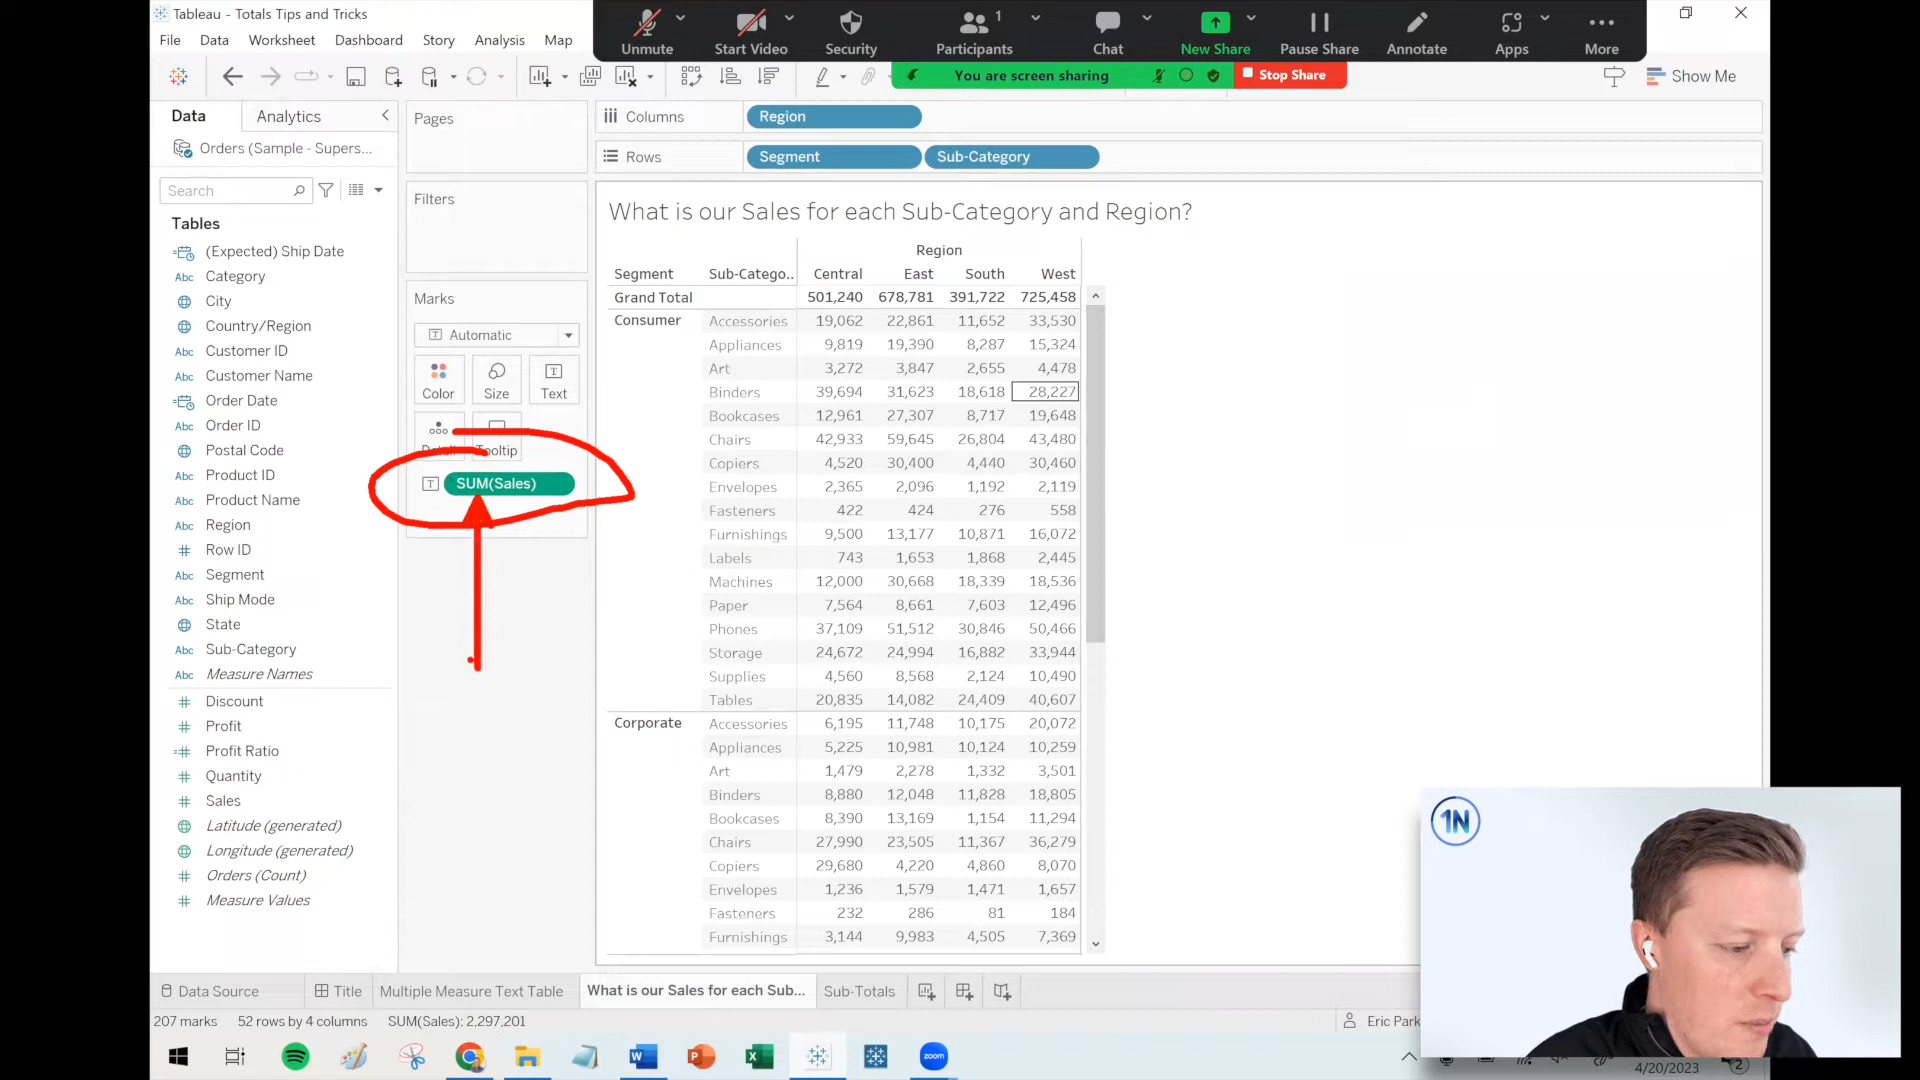 Tableau - Totals Tips and Tricks
File Data Worksheet Dashboard Story Analysis Map
Unmute Start Video Security Participants 1 Chat New Share Pause Share Annotate Apps More
You are screen sharing Stop Share
Show Me
Data Analytics
Orders (Sample - Supers...
Search
Tables
(Expected) Ship Date
Abc Category
City
Country/Region
Abc Customer ID
Abc Customer Name
Order Date
Abc Order ID
Postal Code
Abc Product ID
Abc Product Name
Abc Region
Row ID
Abc Segment
Abc Ship Mode
State
Abc Sub-Category
Abc Measure Names
Discount
Profit
Profit Ratio
Quantity
Sales
Latitude (generated)
Longitude (generated)
Orders (Count)
Measure Values
Pages
Filters
Marks
Automatic
Color Size Text
Tooltip
SUM(Sales)
Columns Region
Rows Segment Sub-Category
What is our Sales for each Sub-Category and Region?
Region
Segment Sub-Catego.. Central East South West
Grand Total 501,240 678,781 391,722 725,458
Consumer Accessories 19,062 22,861 11,652 33,530
Appliances 9,819 19,390 8,287 15,324
Art 3,272 3,847 2,655 4,478
Binders 39,694 31,623 18,618 28,227
Bookcases 12,961 27,307 8,717 19,648
Chairs 42,933 59,645 26,804 43,480
Copiers 4,520 30,400 4,440 30,460
Envelopes 2,365 2,096 1,192 2,119
Fasteners 422 424 276 558
Furnishings 9,500 13,177 10,871 16,072
Labels 743 1,653 1,868 2,445
Machines 12,000 30,668 18,339 18,536
Paper 7,564 8,661 7,603 12,496
Phones 37,109 51,512 30,846 50,466
Storage 24,672 24,994 16,882 33,944
Supplies 4,560 8,568 2,124 10,490
Tables 20,835 14,082 24,409 40,607
Corporate Accessories 6,195 11,748 10,175 20,072
Appliances 5,225 10,981 10,124 10,259
Art 1,479 2,278 1,332 3,501
Binders 8,880 12,048 11,828 18,805
Bookcases 8,390 13,169 1,154 11,294
Chairs 27,990 23,505 11,367 36,279
Copiers 29,680 4,220 4,860 8,070
Envelopes 1,236 1,579 1,471 1,657
Fasteners 232 286 81 184
Furnishings 3,144 9,983 4,505 7,369
1N
Data Source Title Multiple Measure Text Table What is our Sales for each Sub... Sub-Totals
207 marks 52 rows by 4 columns SUM(Sales): 2,297,201
Eric Park
zoom
4/20/2023
2